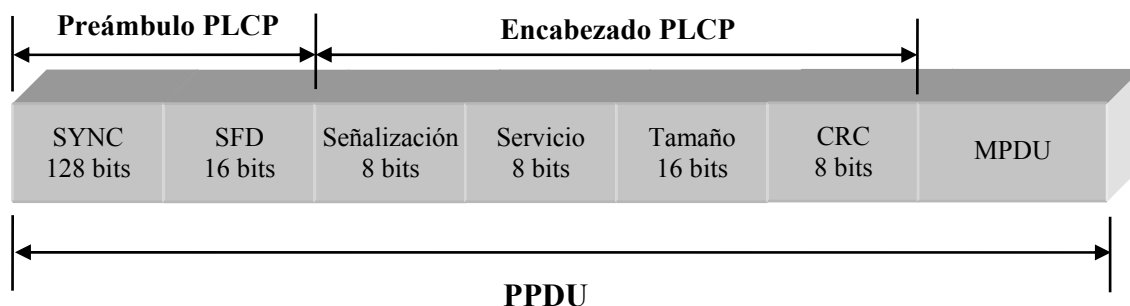 Preámbulo PLCP
Encabezado PLCP
SYNC
128 bits
SFD
16 bits
Señalización
8 bits
Servicio
8 bits
Tamaño
16 bits
CRC
8 bits
MPDU
PPDU